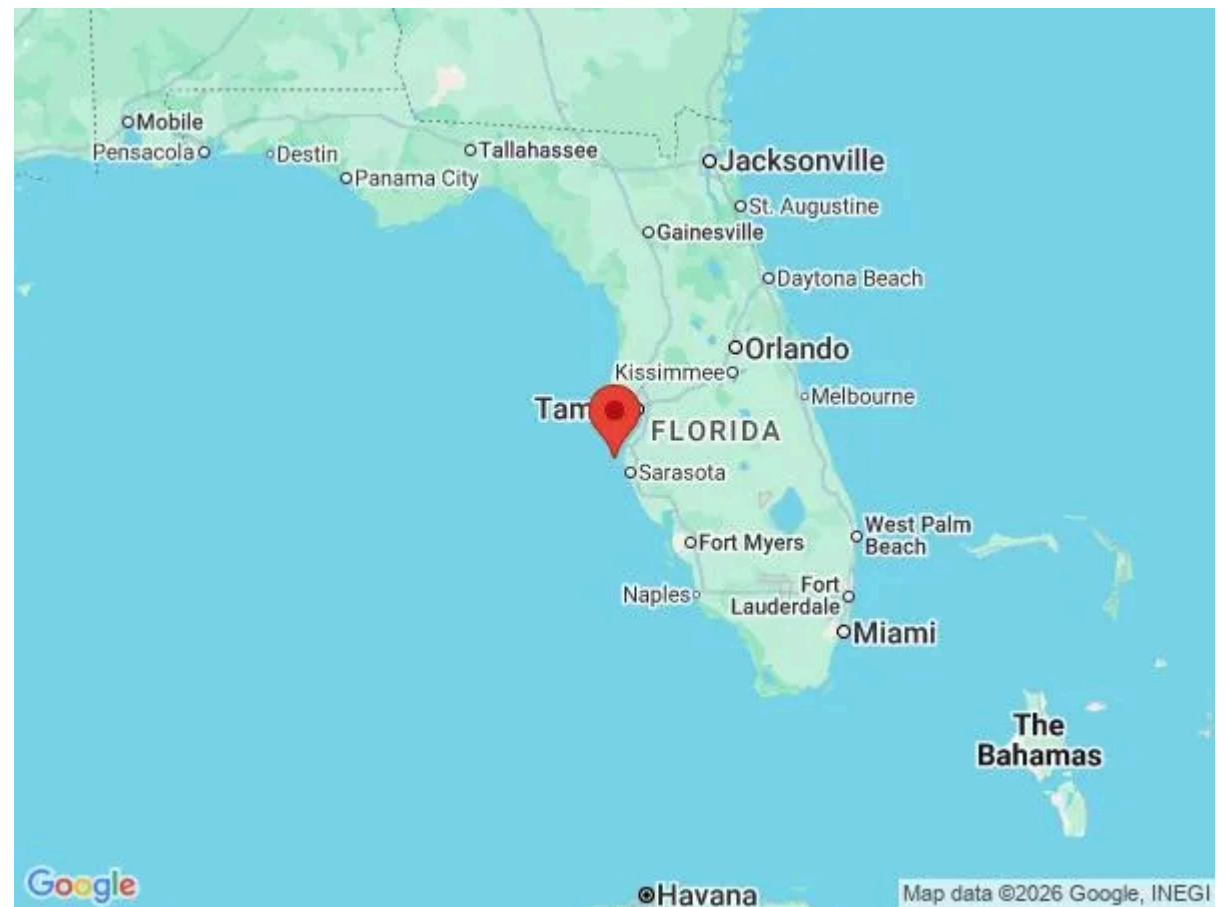 Mobile
Pensacola
Destin
Tallahassee
Panama City
Jacksonville
St. Augustine
Gainesville
Daytona Beach
Orlando
Kissimmee
Melbourne
Tam
FLORIDA
Sarasota
West Palm
Beach
Fort Myers
Fort
Lauderdale
Naples
Miami
The
Bahamas
Google
Havana
Map data ©2026 Google, INEGI